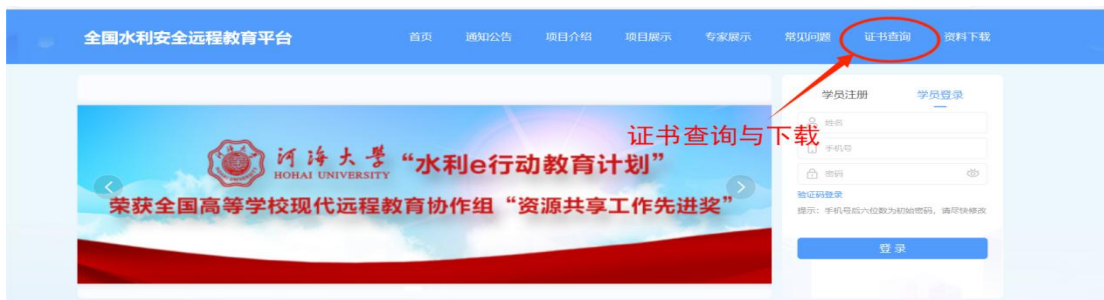 全国水利安全远程教育平台 首页 通知公告 项目介绍 项目展示 专家展示 常见问题 证书查询 资料下载
学员注册 学员登录
姓名
证书查询与下载
手机号
密码
验证码登录
提示：手机号后六位数为初始密码，请尽快修改
登 录
河海大学 “水利e行动教育计划”
HOHAI UNIVERSITY
荣获全国高等学校现代远程教育协作组“资源共享工作先进奖”